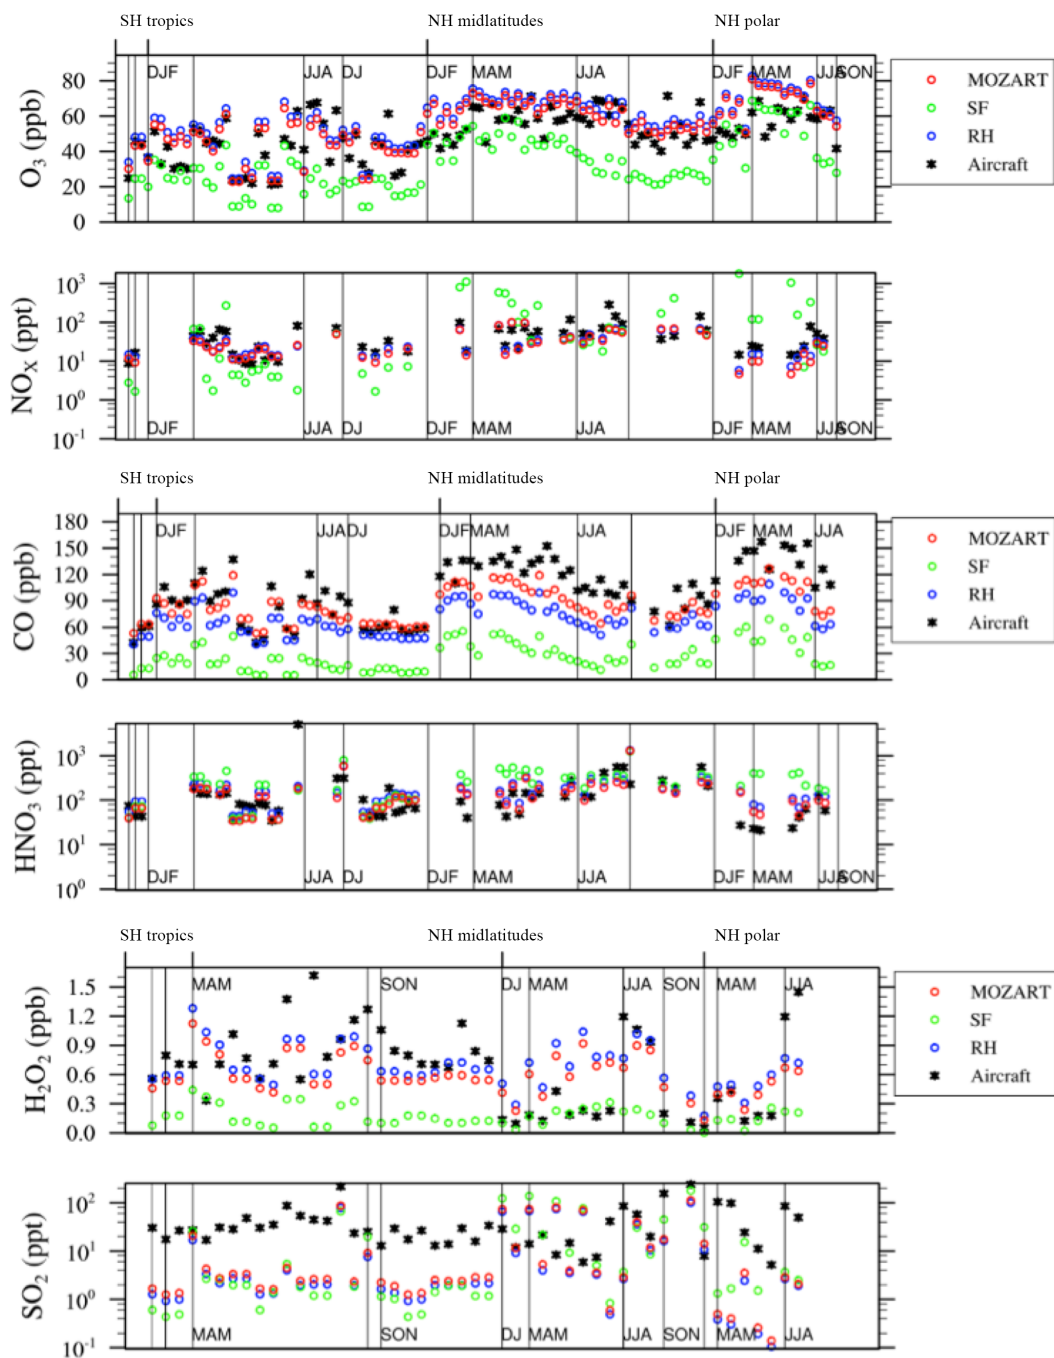 SH tropics NH midlatitudes NH polar
DJF JJA DJ DJF MAM JJA DJF MAM JJA SON
O3 (ppb)
80
60
40
20
0
MOZART
SF
RH
Aircraft
NOX (ppt)
10^3
10^2
10^1
10^0
10^-1
DJF JJA DJ DJF MAM JJA DJF MAM JJA SON
SH tropics NH midlatitudes NH polar
DJF JJA DJ DJF MAM JJA DJF MAM JJA
CO (ppb)
180
150
120
90
60
30
0
MOZART
SF
RH
Aircraft
HNO3 (ppt)
10^3
10^2
10^1
10^0
DJF JJA DJ DJF MAM JJA DJF MAM JJA SON
SH tropics NH midlatitudes NH polar
MAM SON DJ MAM JJA SON MAM JJA
H2O2 (ppb)
1.5
1.2
0.9
0.6
0.3
0.0
MOZART
SF
RH
Aircraft
SO2 (ppt)
10^2
10^1
10^0
10^-1
MAM SON DJ MAM JJA SON MAM JJA